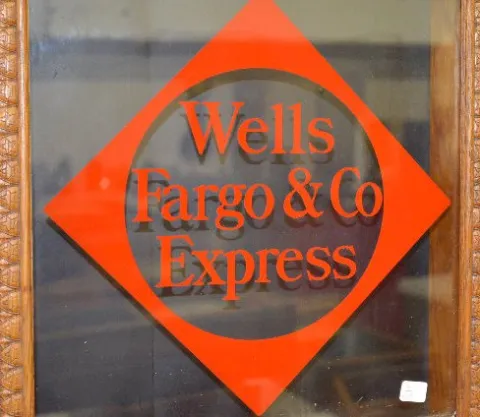 Wells
Fargo & Co
Express